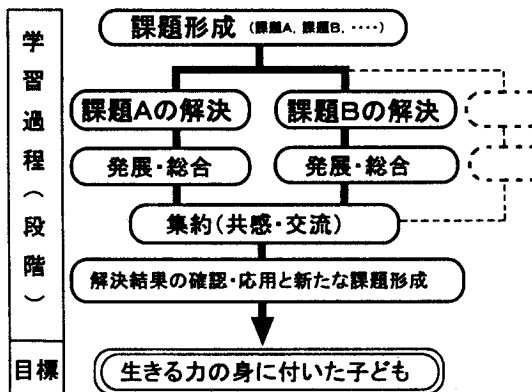 学習過程(段階)
課題形成 (課題A,課題B,‥‥)
課題Aの解決 課題Bの解決
発展・総合 発展・総合
集約(共感・交流)
解決結果の確認・応用と新たな課題形成
目標 生きる力の身に付いた子ども